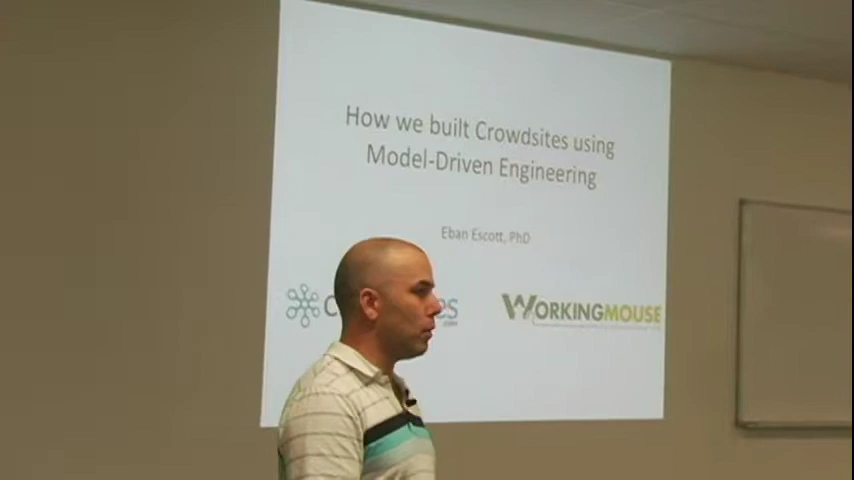 How we built Crowdsites using
Model-Driven Engineering
Eban Escott, PhD
WORKINGMOUSE